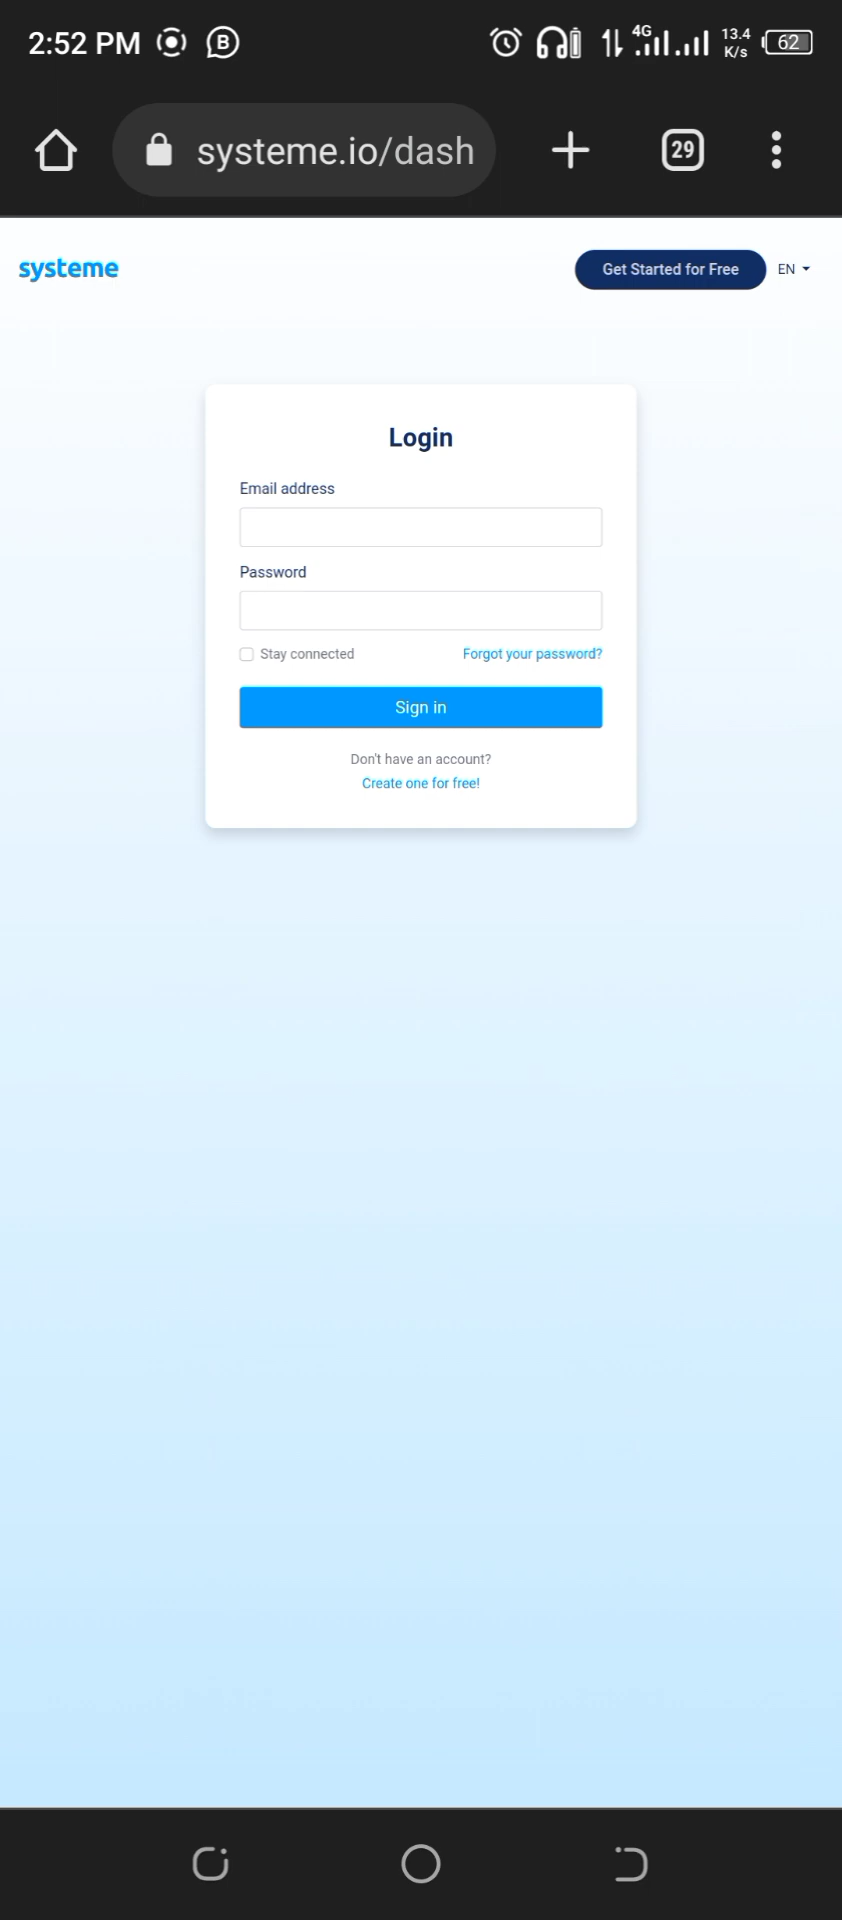 2:52 PM B 4G 13.4 K/s 62
systeme.io/dash 29
systeme Get Started for Free EN
Login
Email address
Password
Stay connected Forgot your password?
Sign in
Don't have an account?
Create one for free!